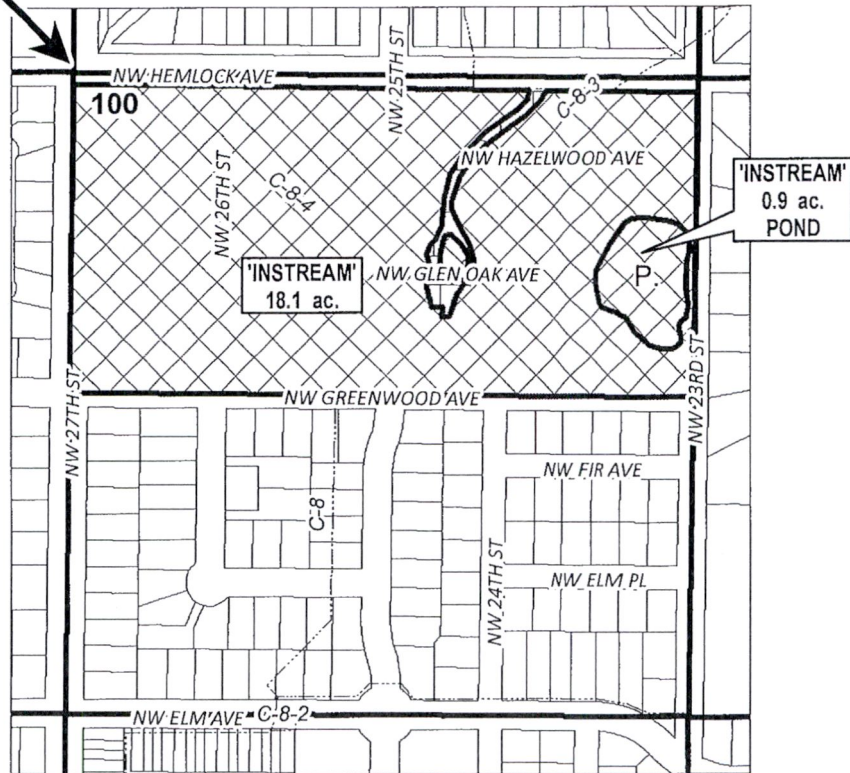 NW HEMLOCK AVE
NW 25TH ST
C-8-3
100
NW HAZELWOOD AVE
NW 26TH ST
C-8-4
'INSTREAM'
0.9 ac.
POND
'INSTREAM'
18.1 ac.
NW GLEN OAK AVE
P.
NW 27TH ST
NW GREENWOOD AVE
NW 23RD ST
NW FIR AVE
C-8
NW 24TH ST
NW ELM PL
NW ELM AVE
C-8-2